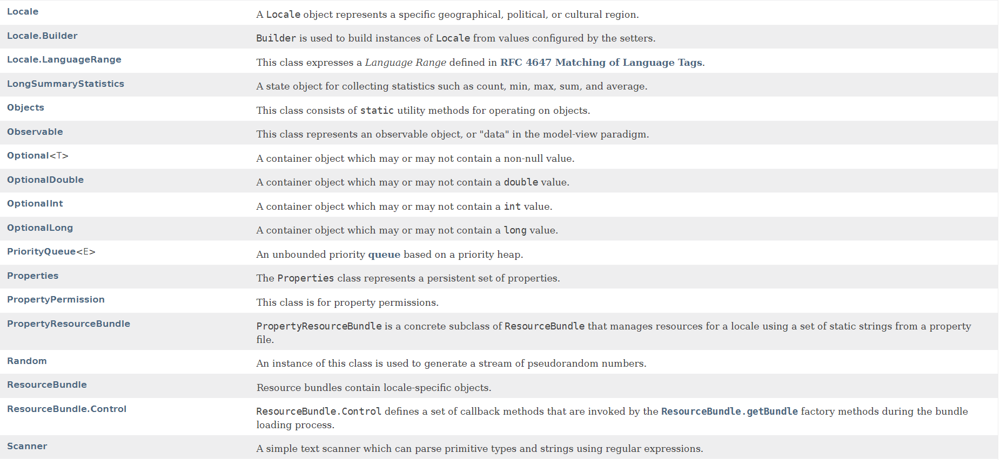 Locale
A Locale object represents a specific geographical, political, or cultural region.
Locale.Builder
Builder is used to build instances of Locale from values configured by the setters.
Locale.LanguageRange
This class expresses a Language Range defined in RFC 4647 Matching of Language Tags.
LongSummaryStatistics
A state object for collecting statistics such as count, min, max, sum, and average.
Objects
This class consists of static utility methods for operating on objects.
Observable
This class represents an observable object, or "data" in the model-view paradigm.
Optional<T>
A container object which may or may not contain a non-null value.
OptionalDouble
A container object which may or may not contain a double value.
OptionalInt
A container object which may or may not contain a int value.
OptionalLong
A container object which may or may not contain a long value.
PriorityQueue<E>
An unbounded priority queue based on a priority heap.
Properties
The Properties class represents a persistent set of properties.
PropertyPermission
This class is for property permissions.
PropertyResourceBundle
PropertyResourceBundle is a concrete subclass of ResourceBundle that manages resources for a locale using a set of static strings from a property
file.
Random
An instance of this class is used to generate a stream of pseudorandom numbers.
ResourceBundle
Resource bundles contain locale-specific objects.
ResourceBundle.Control
ResourceBundle.Control defines a set of callback methods that are invoked by the ResourceBundle.getBundle factory methods during the bundle
loading process.
Scanner
A simple text scanner which can parse primitive types and strings using regular expressions.